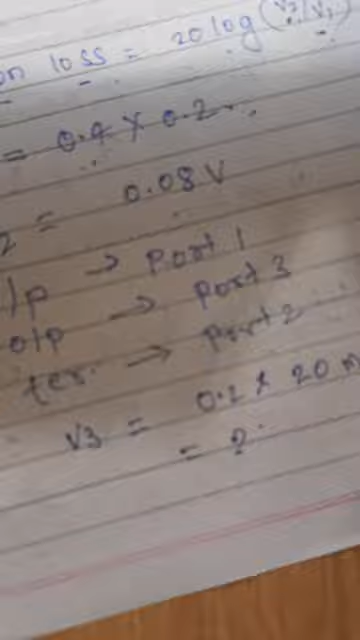 on loss = 20 log (V2/V1)
= 0.4 X 0.2
0.08 V
2 =
i/p → Port 1
o/p → Port 3
ter. → Port 2
V3 = 0.1 x 20 m
= 2